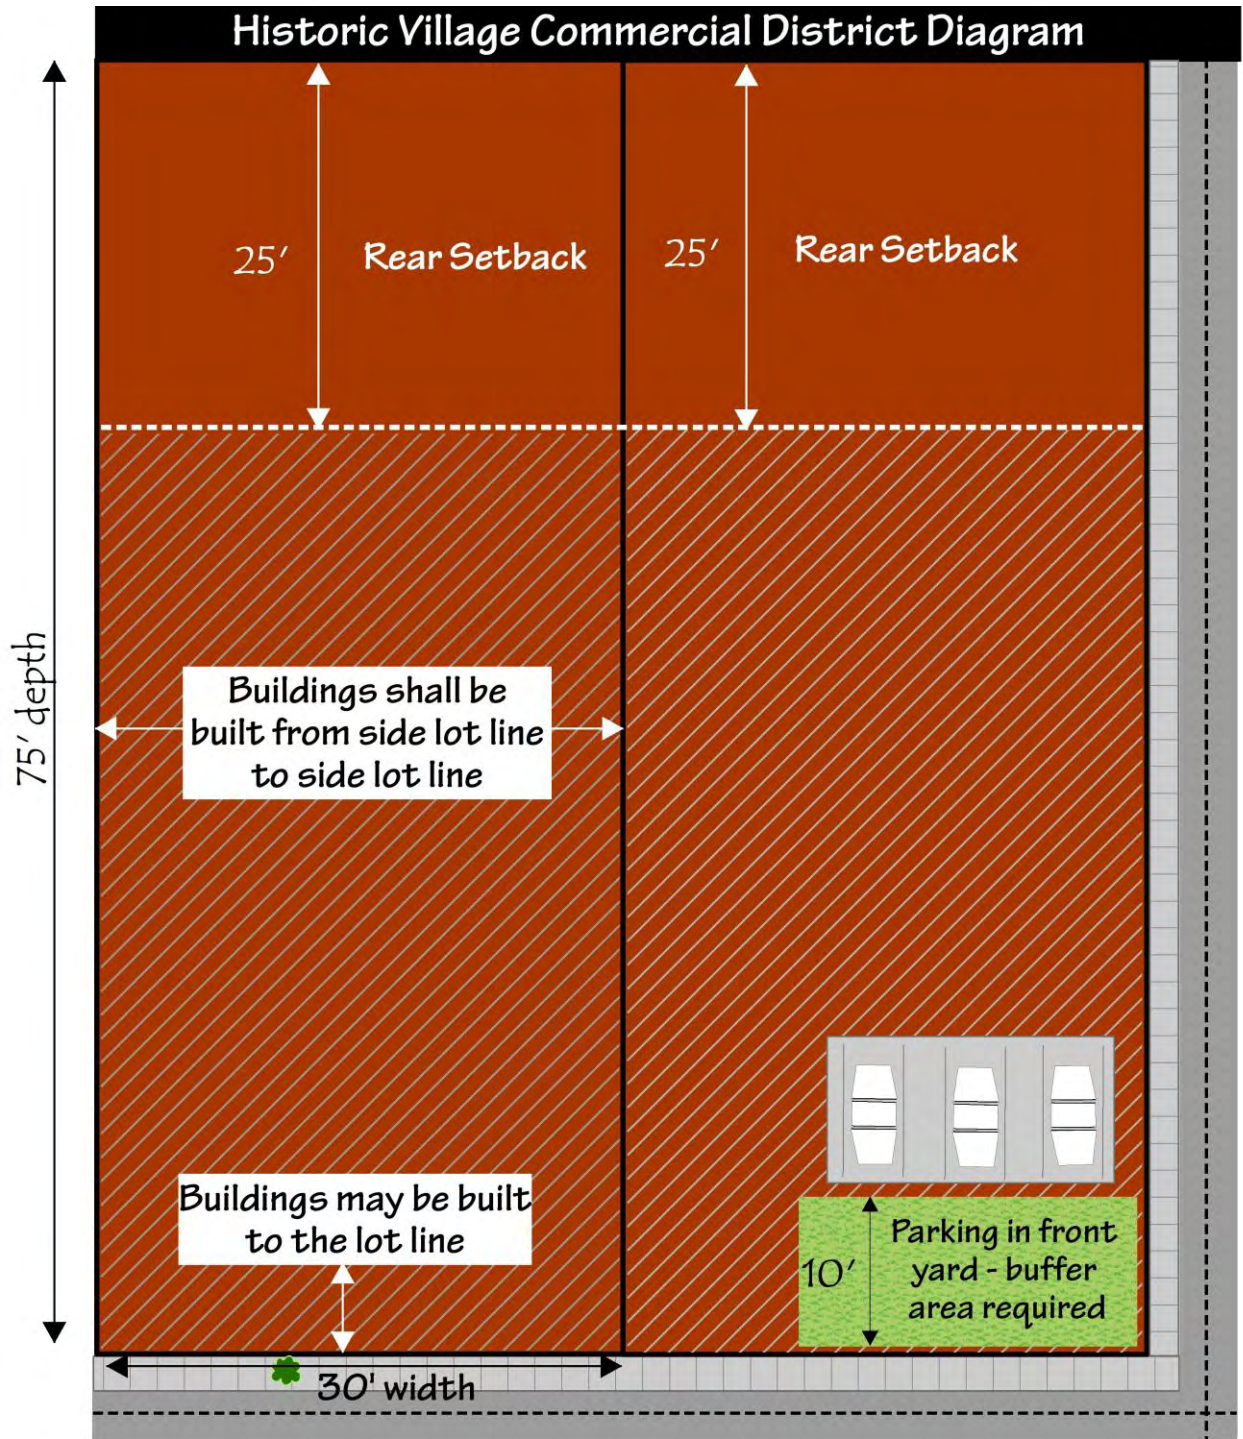 Historic Village Commercial District Diagram
25'
Rear Setback
25'
Rear Setback
75' depth
Buildings shall be
built from side lot line
to side lot line
Buildings may be built
to the lot line
10'
Parking in front
yard - buffer
area required
30' width